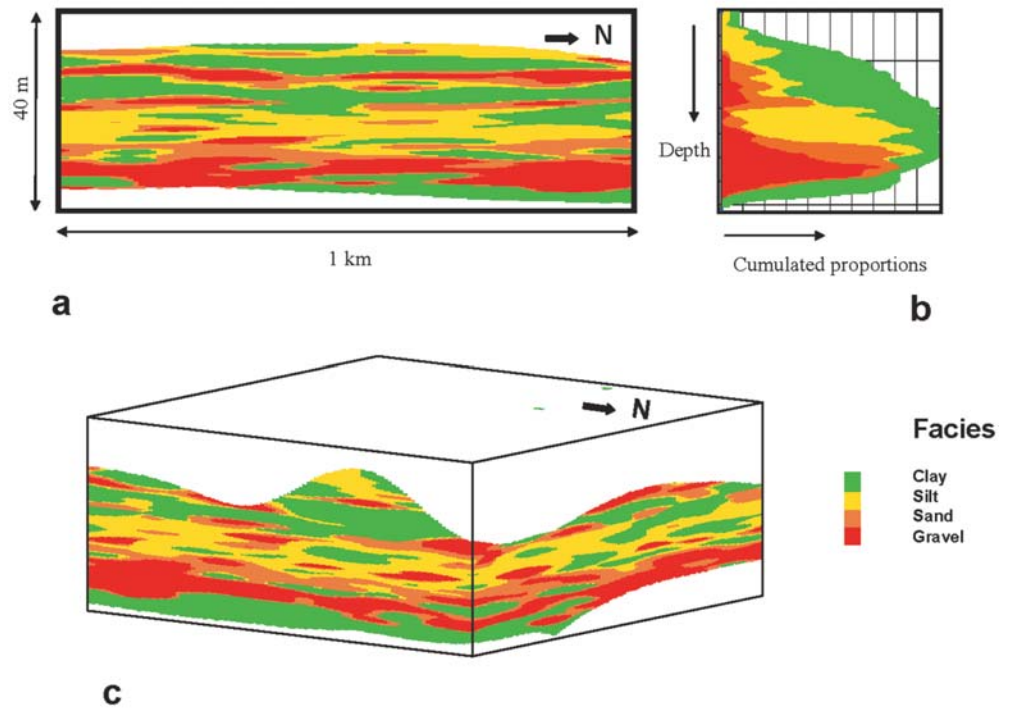 N
40 m
1 km
a
Depth
Cumulated proportions
b
N
c
Facies
Clay
Silt
Sand
Gravel